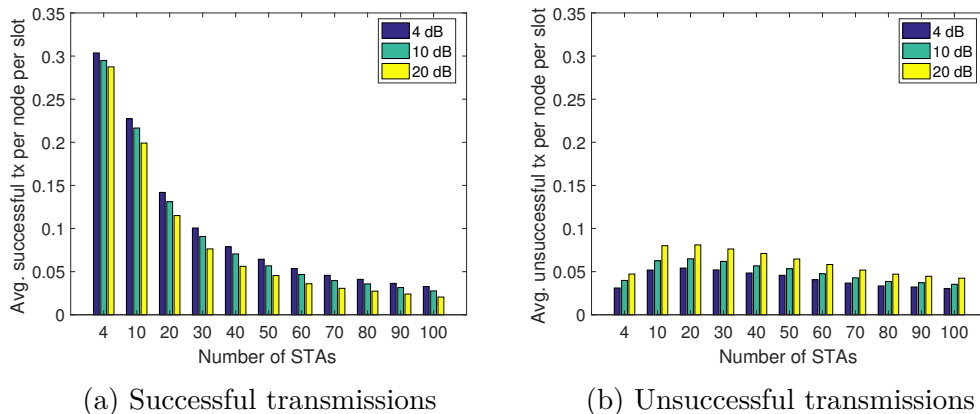 Avg. successful tx per node per slot
0.35
0.3
0.25
0.2
0.15
0.1
0.05
0
4 10 20 30 40 50 60 70 80 90 100
Number of STAs
4 dB
10 dB
20 dB
(a) Successful transmissions
Avg. unsuccessful tx per node per slot
0.35
0.3
0.25
0.2
0.15
0.1
0.05
0
4 10 20 30 40 50 60 70 80 90 100
Number of STAs
4 dB
10 dB
20 dB
(b) Unsuccessful transmissions